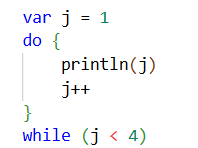 var j = 1
do {
    println(j)
    j++
}
while (j < 4)